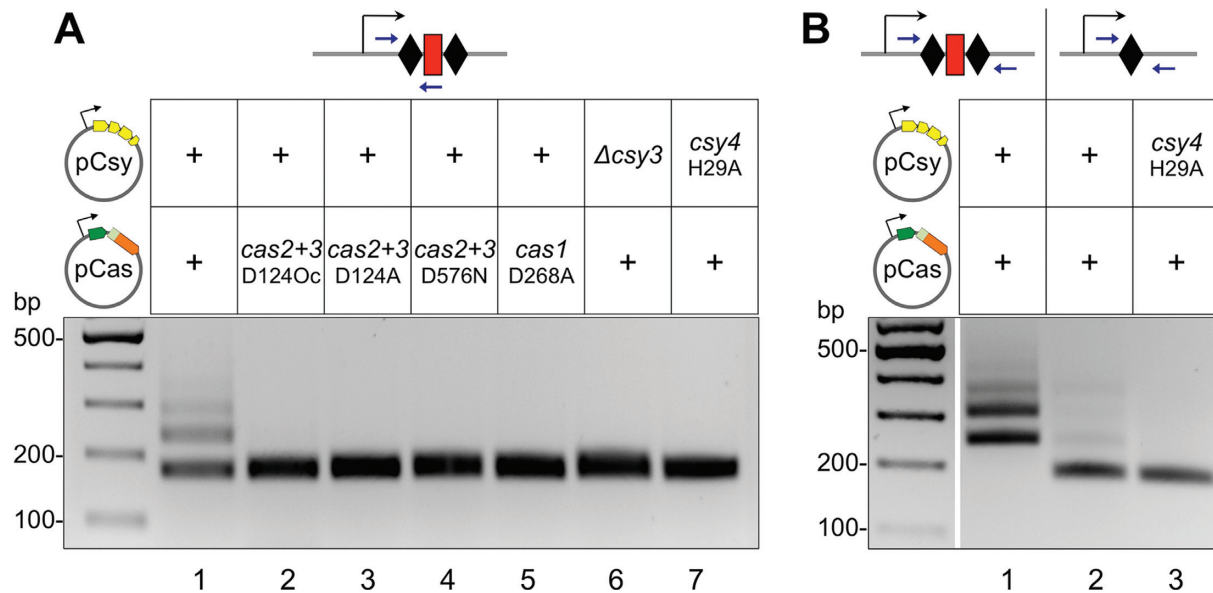 A
pCsy
+
+
+
+
+
Δcsy3
csy4
H29A
pCas
+
cas2+3
D124Oc
cas2+3
D124A
cas2+3
D576N
cas1
D268A
+
+
bp
500-
200-
100-
1 2 3 4 5 6 7
B
pCsy
+
+
csy4
H29A
pCas
+
+
+
bp
500-
200-
100-
1 2 3